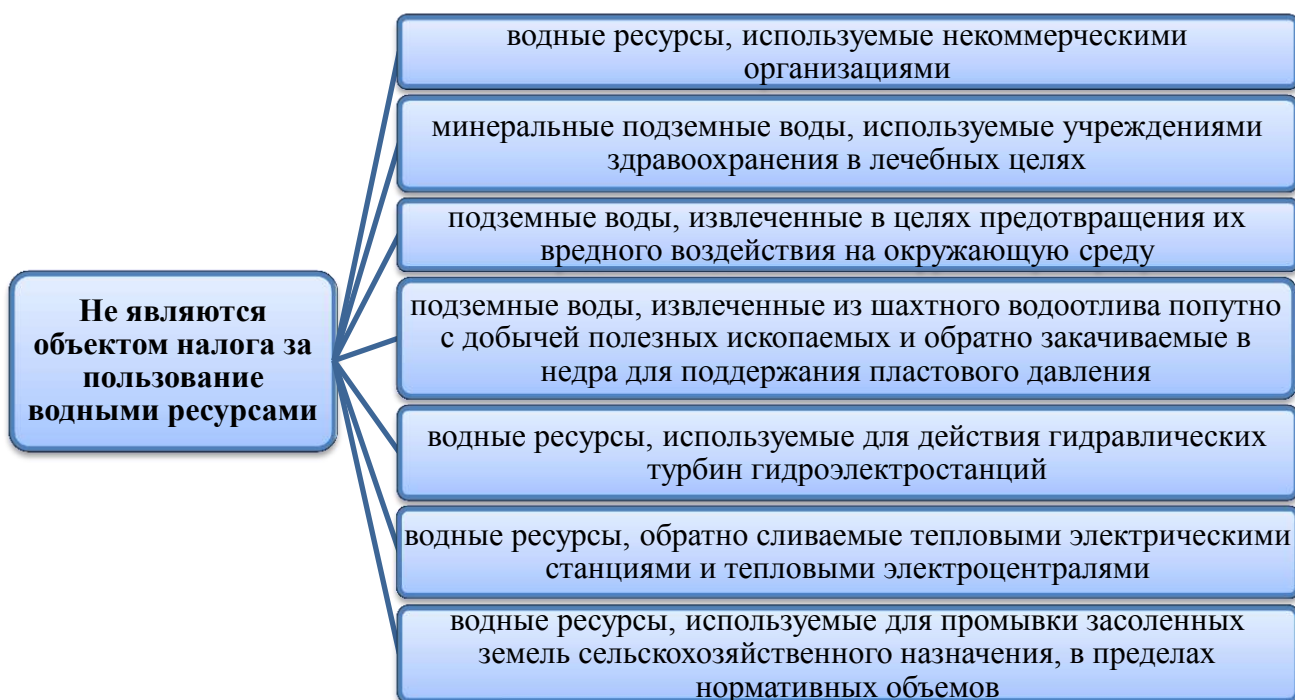 Не являются
объектом налога за
пользование
водными ресурсами
водные ресурсы, используемые некоммерческими
организациями
минеральные подземные воды, используемые учреждениями
здравоохранения в лечебных целях
подземные воды, извлеченные в целях предотвращения их
вредного воздействия на окружающую среду
подземные воды, извлеченные из шахтного водоотлива попутно
с добычей полезных ископаемых и обратно закачиваемые в
недра для поддержания пластового давления
водные ресурсы, используемые для действия гидравлических
турбин гидроэлектростанций
водные ресурсы, обратно сливаемые тепловыми электрическими
станциями и тепловыми электроцентралями
водные ресурсы, используемые для промывки засоленных
земель сельскохозяйственного назначения, в пределах
нормативных объемов